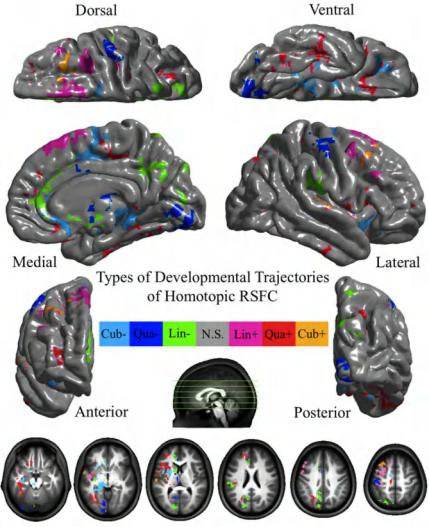 Dorsal
Ventral
Medial
Lateral
Types of Developmental Trajectories
of Homotopic RSFC
Cub- Qua- Lin- N.S. Lin+ Qua+ Cub+
Anterior
Posterior